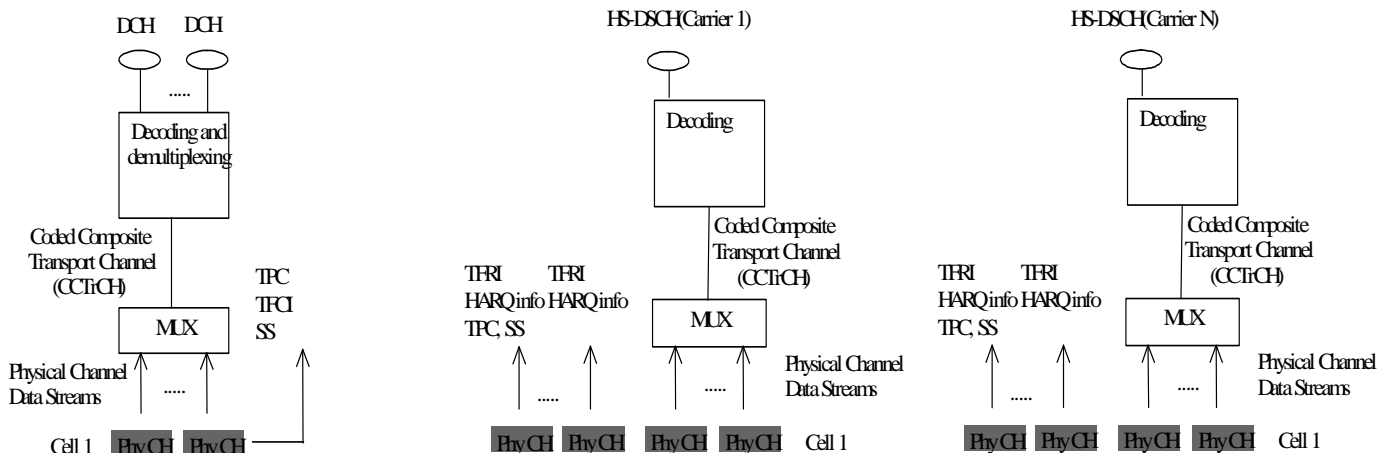 DCH DCH
.....
Decoding and
demultiplexing
Coded Composite
Transport Channel
(CCTrCH)
TPC
TFCI
SS
MUX
Physical Channel
Data Streams
.....
Cell 1 Phy CH Phy CH
HS-DSCH(Carrier 1)
Decoding
Coded Composite
Transport Channel
(CCTrCH)
TFRI TFRI
HARQ info HARQ info
TPC, SS
MUX
Physical Channel
Data Streams
.....
.....
Phy CH Phy CH Phy CH Phy CH Cell 1
HS-DSCH(Carrier N)
Decoding
Coded Composite
Transport Channel
(CCTrCH)
TFRI TFRI
HARQ info HARQ info
TPC, SS
MUX
Physical Channel
Data Streams
.....
.....
Phy CH Phy CH Phy CH Phy CH Cell 1